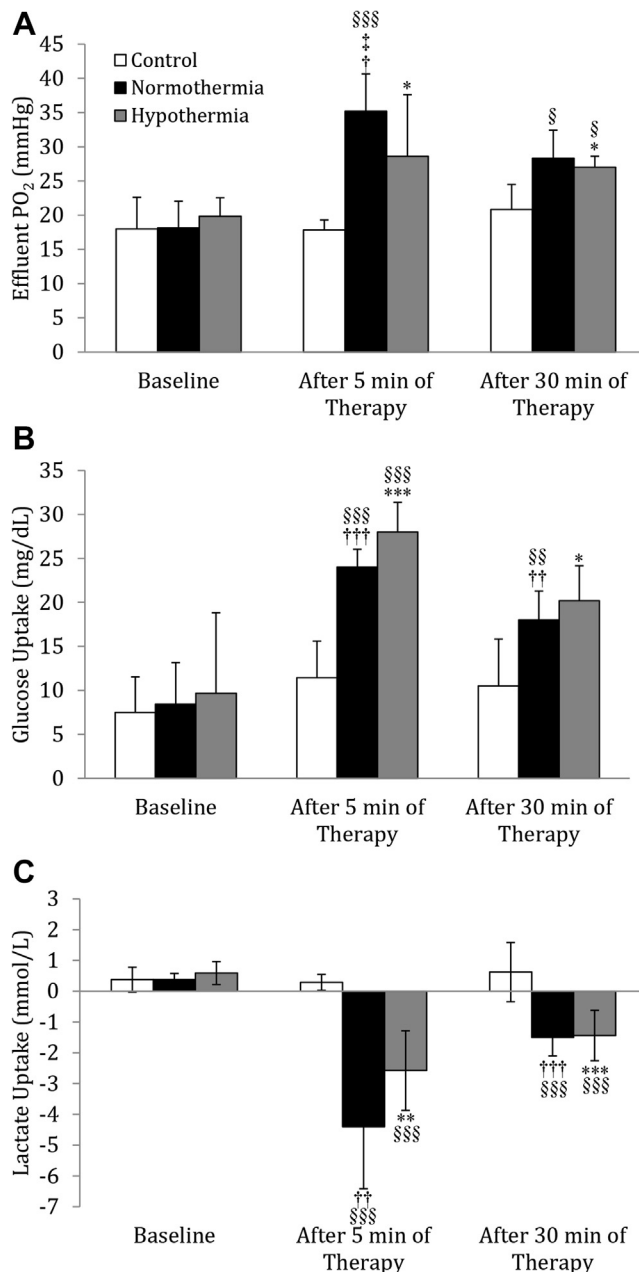 A
Effluent PO₂ (mmHg)
45
40
35
30
25
20
15
10
5
0
Control
Normothermia
Hypothermia
§§§
‡
†
*
§
§
*
Baseline
After 5 min of
Therapy
After 30 min of
Therapy
B
Glucose Uptake (mg/dL)
35
30
25
20
15
10
5
0
§§§
†††
§§§
***
§§
††
*
Baseline
After 5 min of
Therapy
After 30 min of
Therapy
C
Lactate Uptake (mmol/L)
3
2
1
0
-1
-2
-3
-4
-5
-6
-7
††
§§§
**
§§§
†††
§§§
***
§§§
Baseline
After 5 min of
Therapy
After 30 min of
Therapy